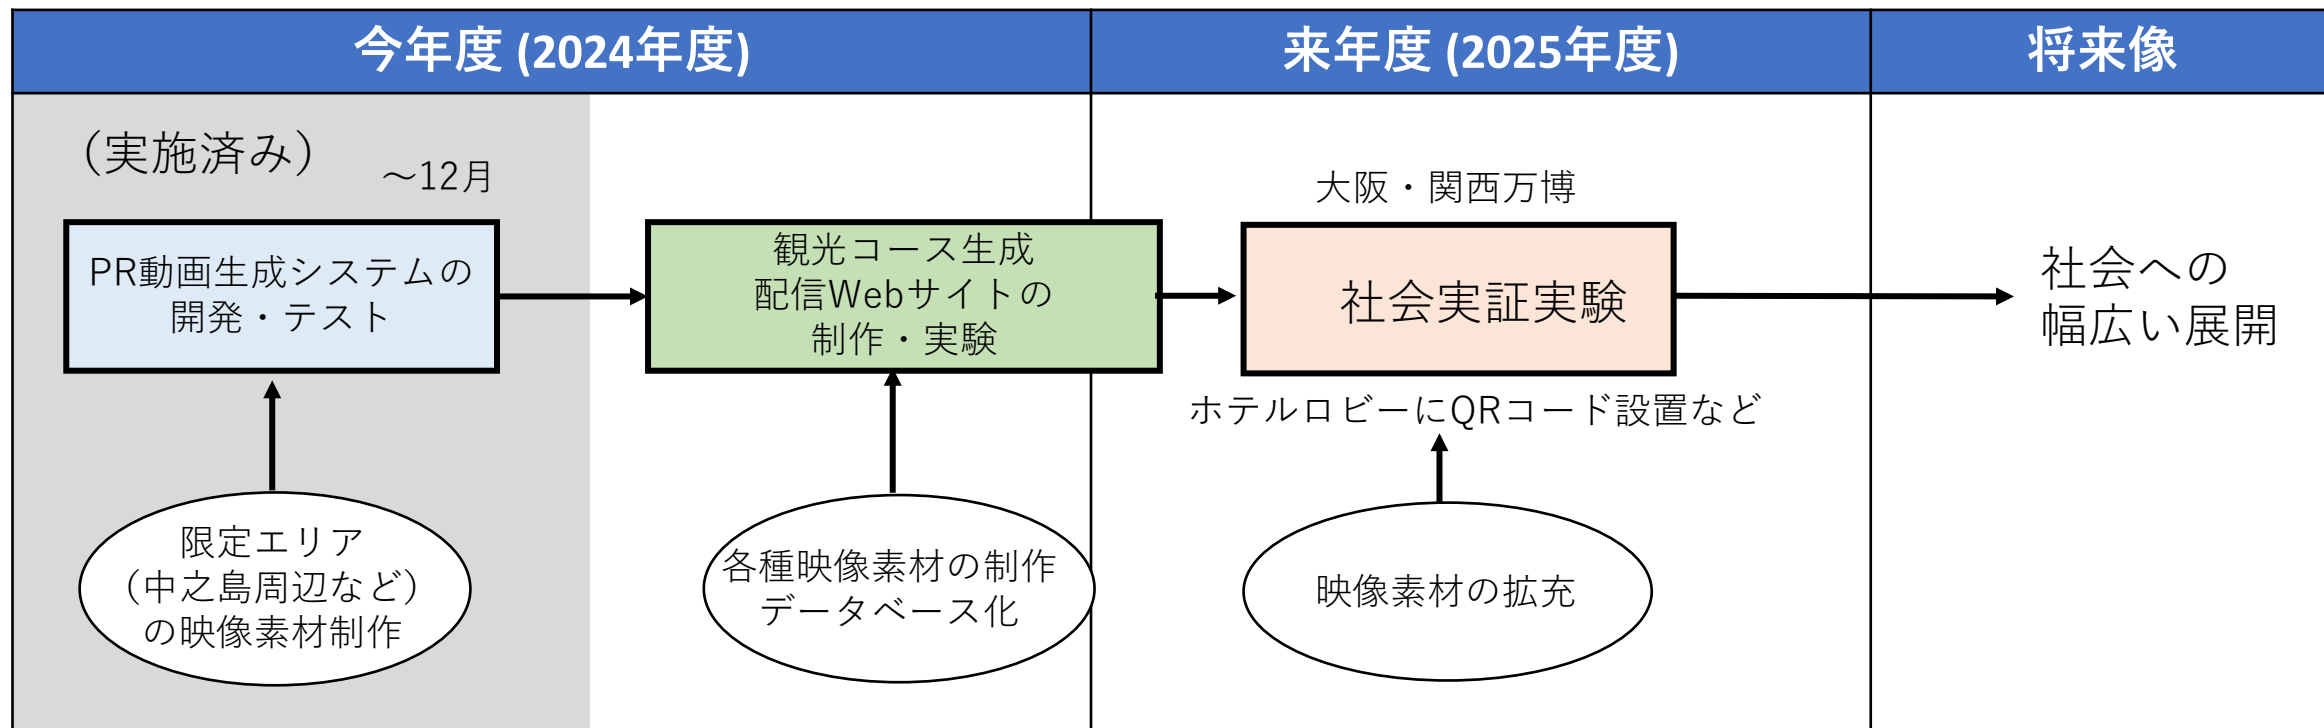 今年度 (2024年度)
来年度 (2025年度)
将来像
（実施済み）
～12月
PR動画生成システムの
開発・テスト
観光コース生成
配信Webサイトの
制作・実験
大阪・関西万博
社会実証実験
ホテルロビーにQRコード設置など
社会への
幅広い展開
限定エリア
（中之島周辺など）
の映像素材制作
各種映像素材の制作
データベース化
映像素材の拡充